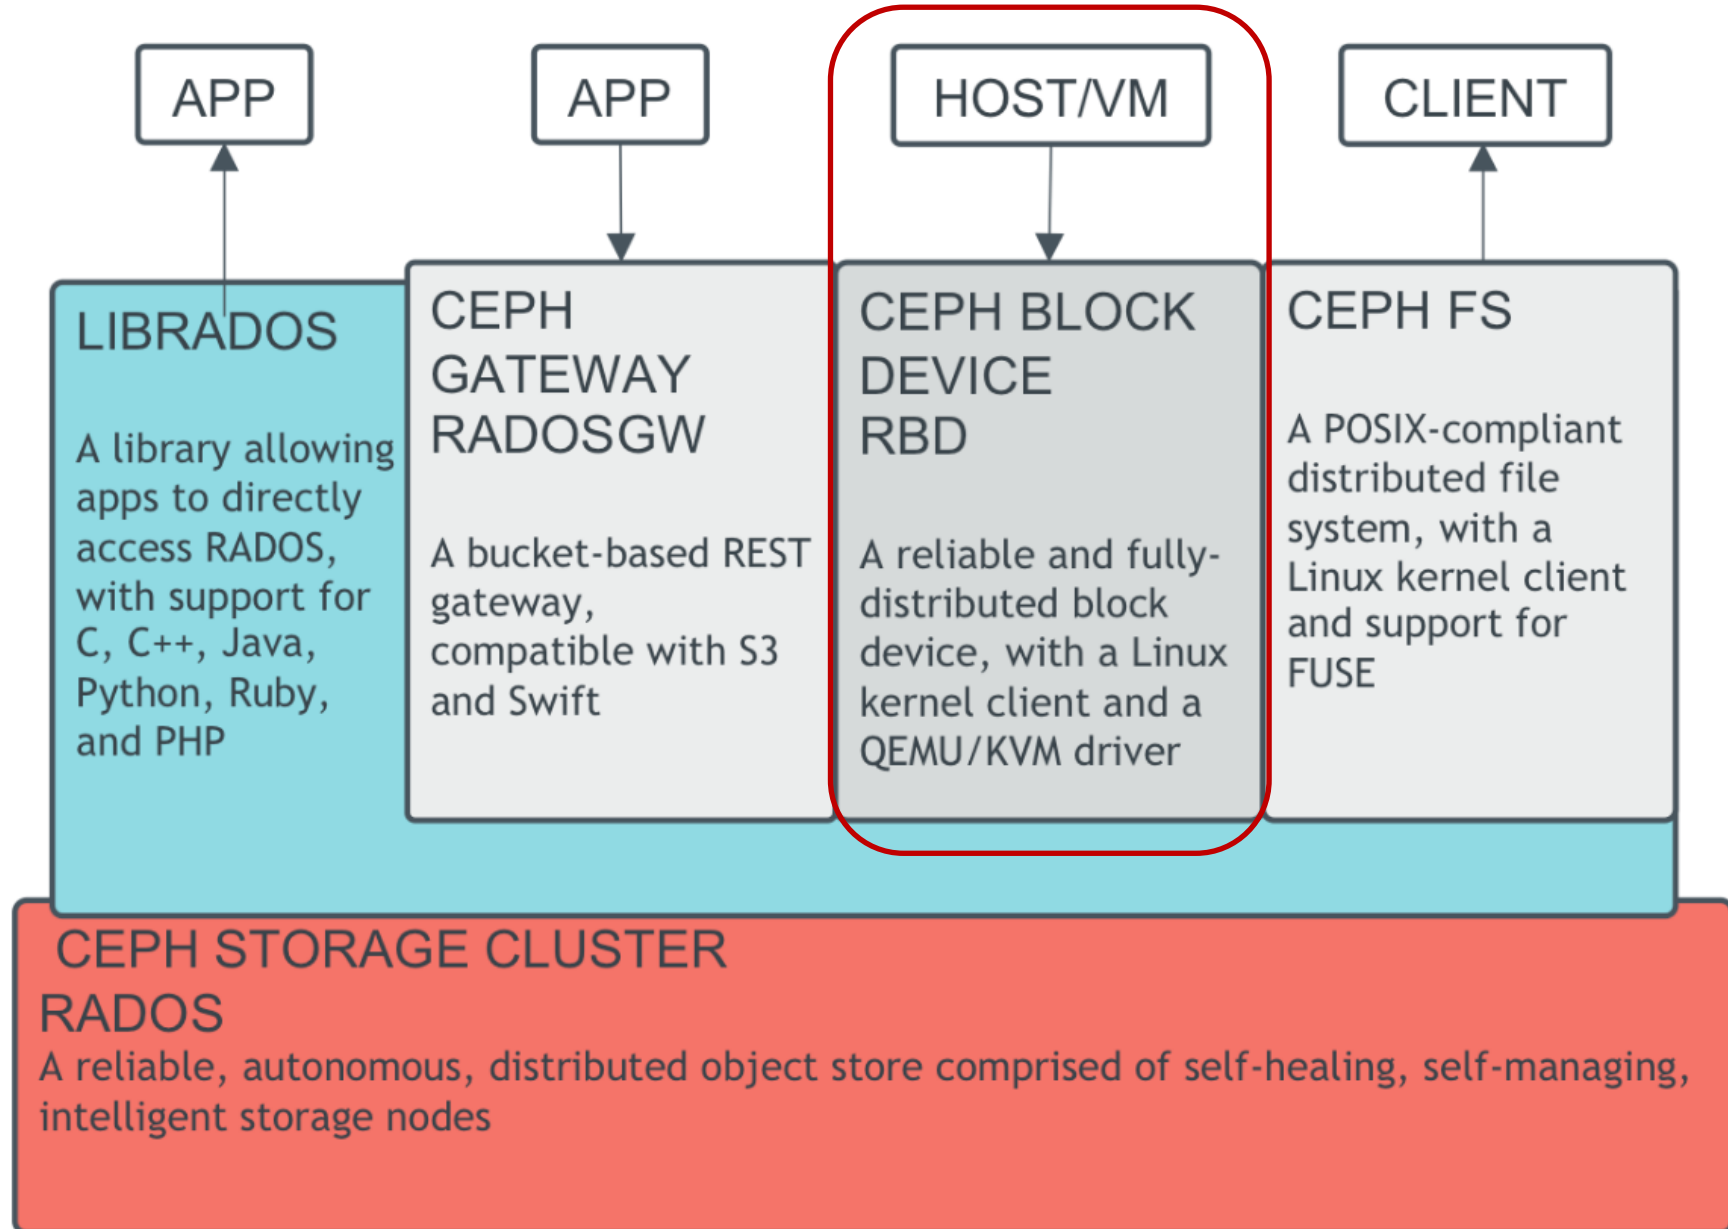 APP
APP
HOST/VM
CLIENT
LIBRADOS
A library allowing
apps to directly
access RADOS,
with support for
C, C++, Java,
Python, Ruby,
and PHP
CEPH
GATEWAY
RADOSGW
A bucket-based REST
gateway,
compatible with S3
and Swift
CEPH BLOCK
DEVICE
RBD
A reliable and fully-
distributed block
device, with a Linux
kernel client and a
QEMU/KVM driver
CEPH FS
A POSIX-compliant
distributed file
system, with a
Linux kernel client
and support for
FUSE
CEPH STORAGE CLUSTER
RADOS
A reliable, autonomous, distributed object store comprised of self-healing, self-managing,
intelligent storage nodes